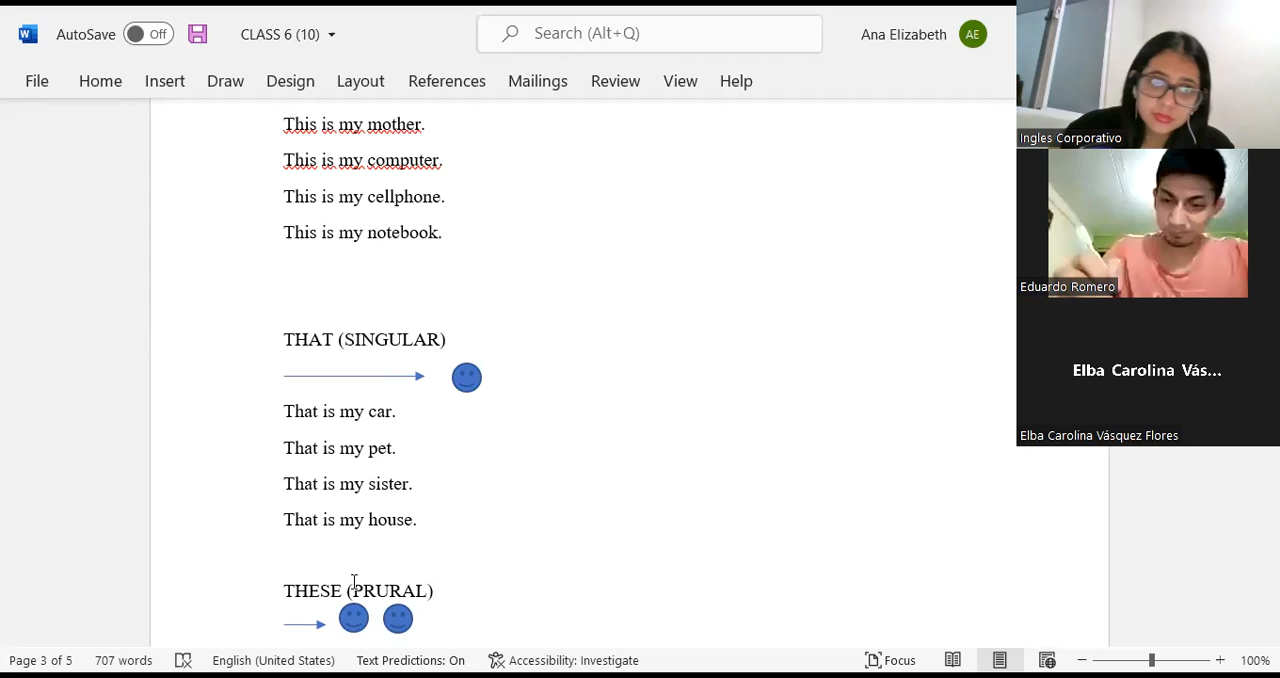 AutoSave Off CLASS 6 (10) Search (Alt+Q) Ana Elizabeth AE
File Home Insert Draw Design Layout References Mailings Review View Help
This is my mother.
This is my computer.
This is my cellphone.
This is my notebook.
THAT (SINGULAR)
That is my car.
That is my pet.
That is my sister.
That is my house.
THESE (PRURAL)
Page 3 of 5 707 words English (United States) Text Predictions: On Accessibility: Investigate Focus 100%
Ingles Corporativo
Eduardo Romero
Elba Carolina Vás...
Elba Carolina Vásquez Flores